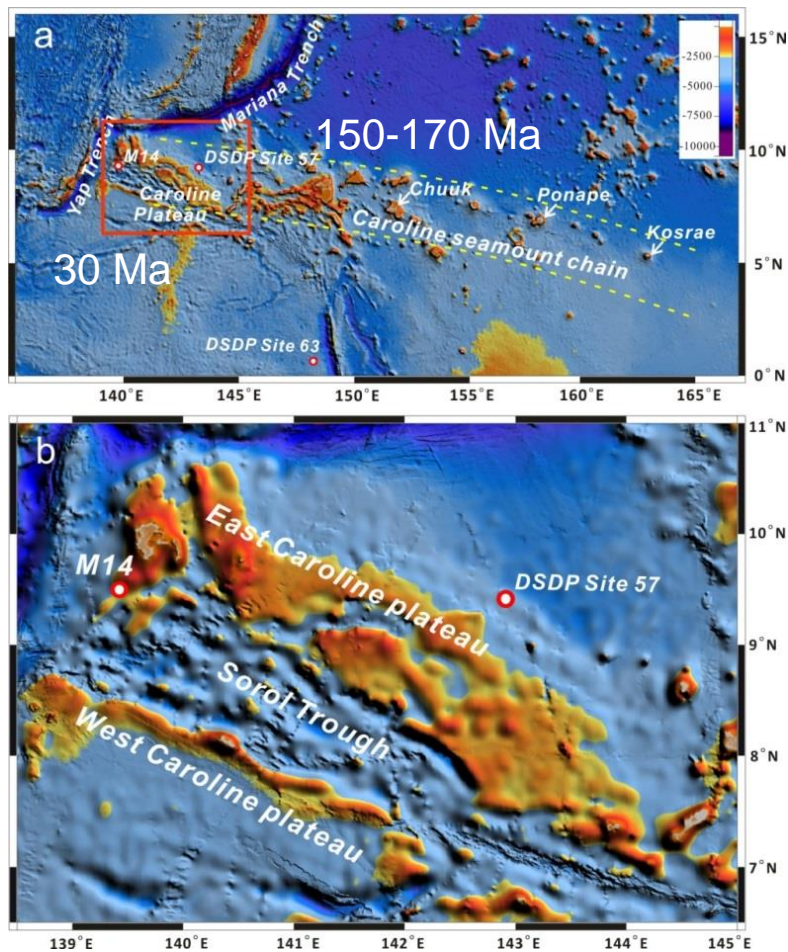 a
Mariana Trench
Yap Trench
M14
DSDP Site 57
Caroline
Plateau
150-170 Ma
30 Ma
Chuuk
Ponape
Kosrae
Caroline seamount chain
DSDP Site 63
-2500
-5000
-7500
-10000
15°N
10°N
5°N
0°N
140°E
145°E
150°E
155°E
160°E
165°E
b
M14
East Caroline plateau
DSDP Site 57
Sorol Trough
West Caroline plateau
11°N
10°N
9°N
8°N
7°N
139°E
140°E
141°E
142°E
143°E
144°E
145°E